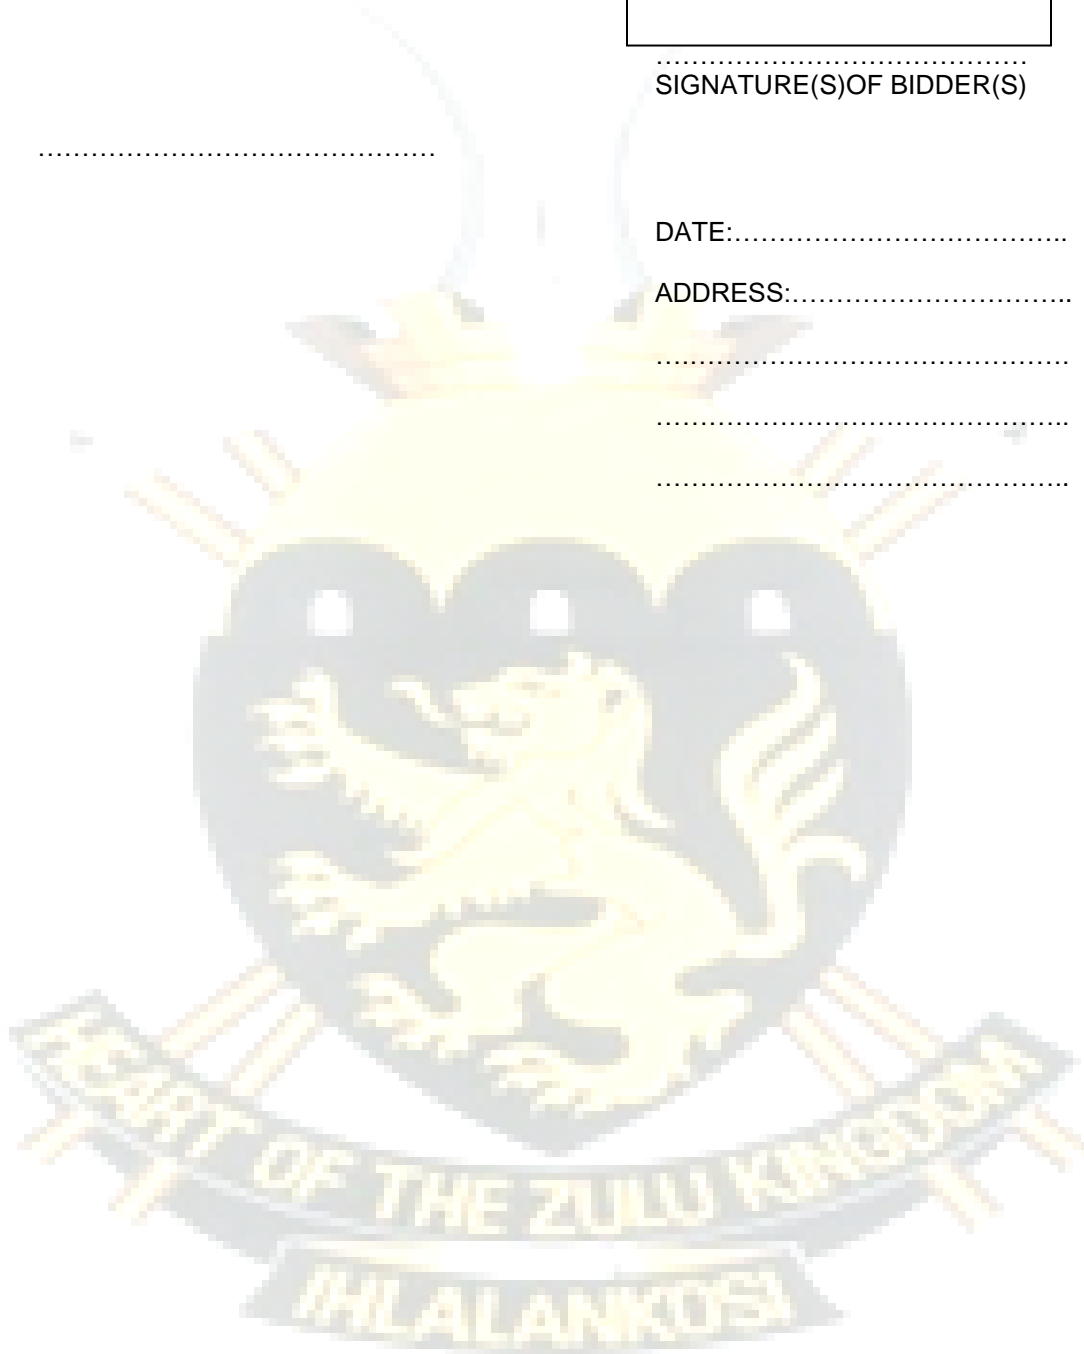 ……………………………………
SIGNATURE(S)OF BIDDER(S)
………………………………………
DATE:………………………………..
ADDRESS:…………………………..
….………………………………………
………………………………………..
………………………………………..
HEART OF THE ZULU KINGDOM
IHLALANKOSI